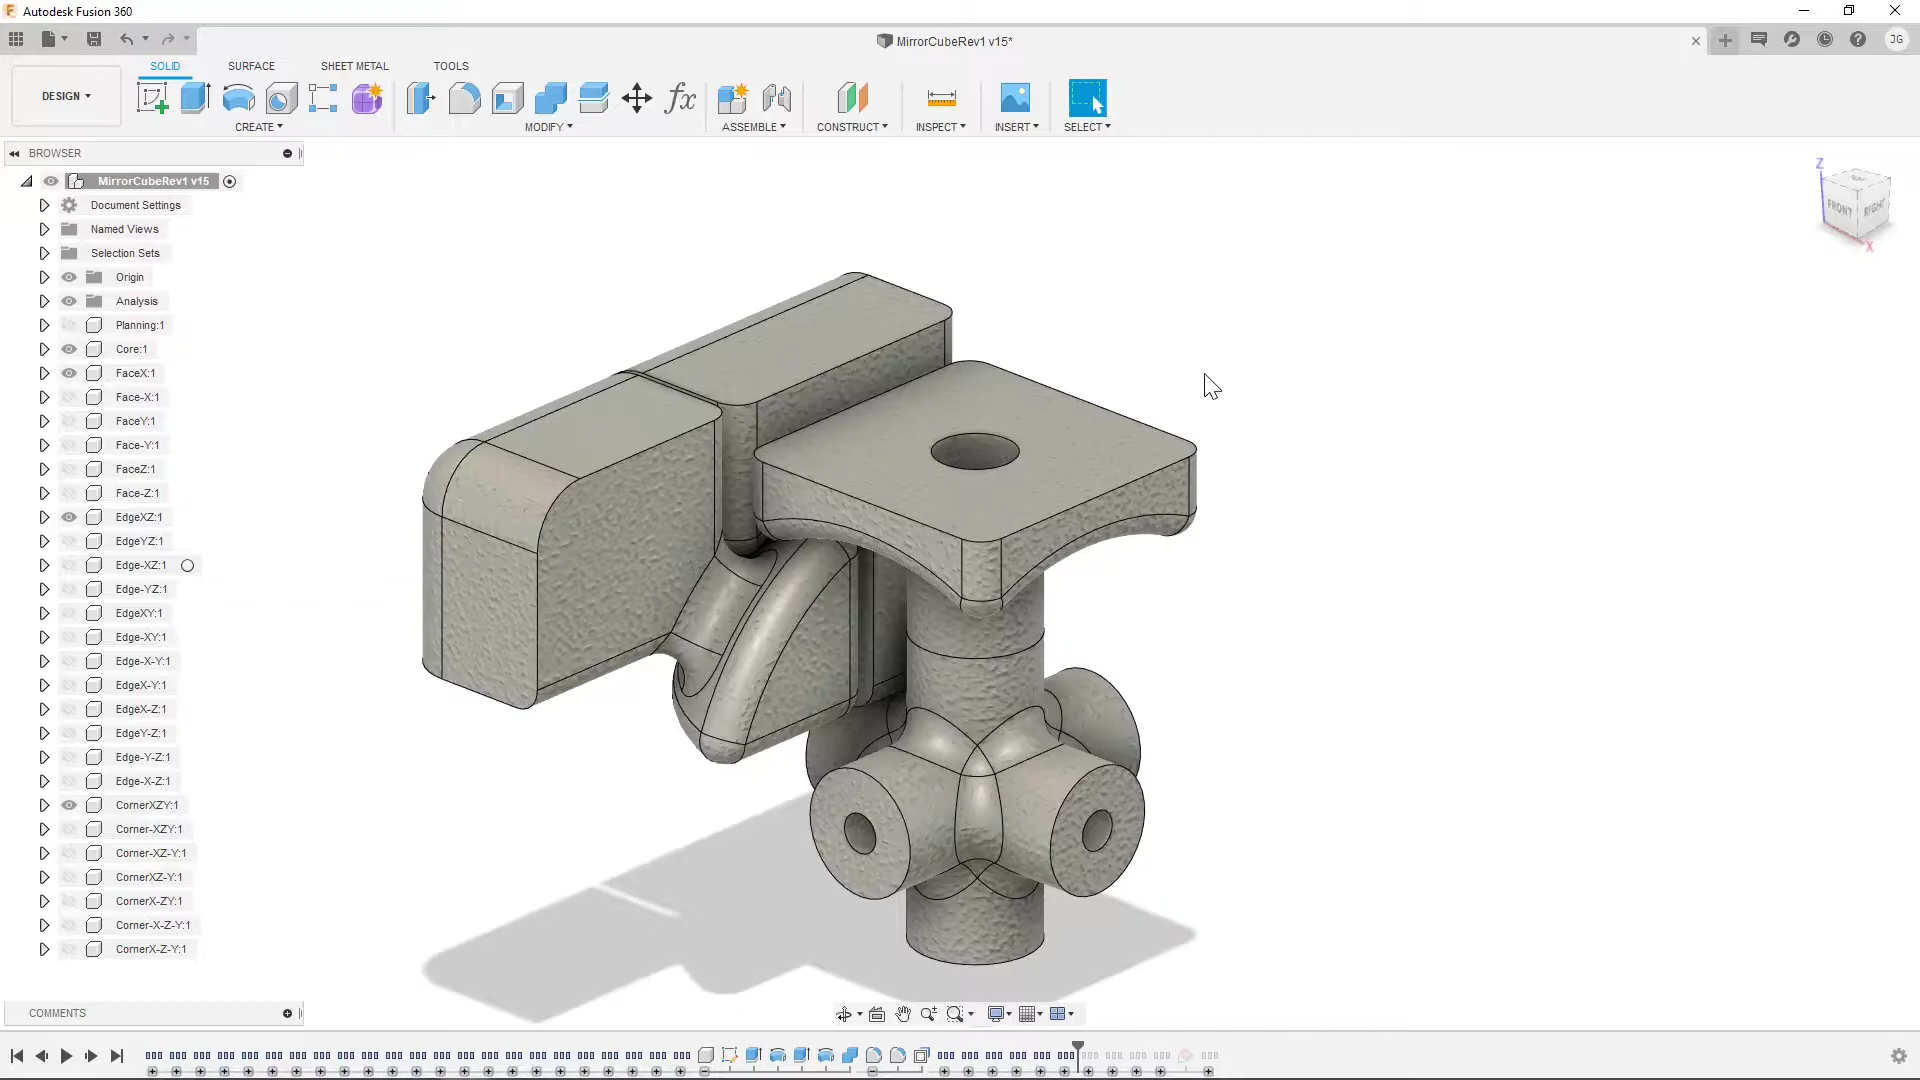 Autodesk Fusion 360
MirrorCubeRev1 v15*
JG
SOLID
SURFACE
SHEET METAL
TOOLS
DESIGN
fx
CREATE
MODIFY
ASSEMBLE
CONSTRUCT
INSPECT
INSERT
SELECT
BROWSER
MirrorCubeRev1 v15
Document Settings
Named Views
Selection Sets
Origin
Analysis
Planning:1
Core:1
FaceX:1
Face-X:1
FaceY:1
Face-Y:1
FaceZ:1
Face-Z:1
EdgeXZ:1
EdgeYZ:1
Edge-XZ:1
Edge-YZ:1
EdgeXY:1
Edge-XY:1
Edge-X-Y:1
EdgeX-Y:1
EdgeX-Z:1
EdgeY-Z:1
Edge-Y-Z:1
Edge-X-Z:1
CornerXZY:1
Corner-XZY:1
Corner-XZ-Y:1
CornerXZ-Y:1
CornerX-ZY:1
Corner-X-Z-Y:1
CornerX-Z-Y:1
Z
FRONT
RIGHT
X
COMMENTS